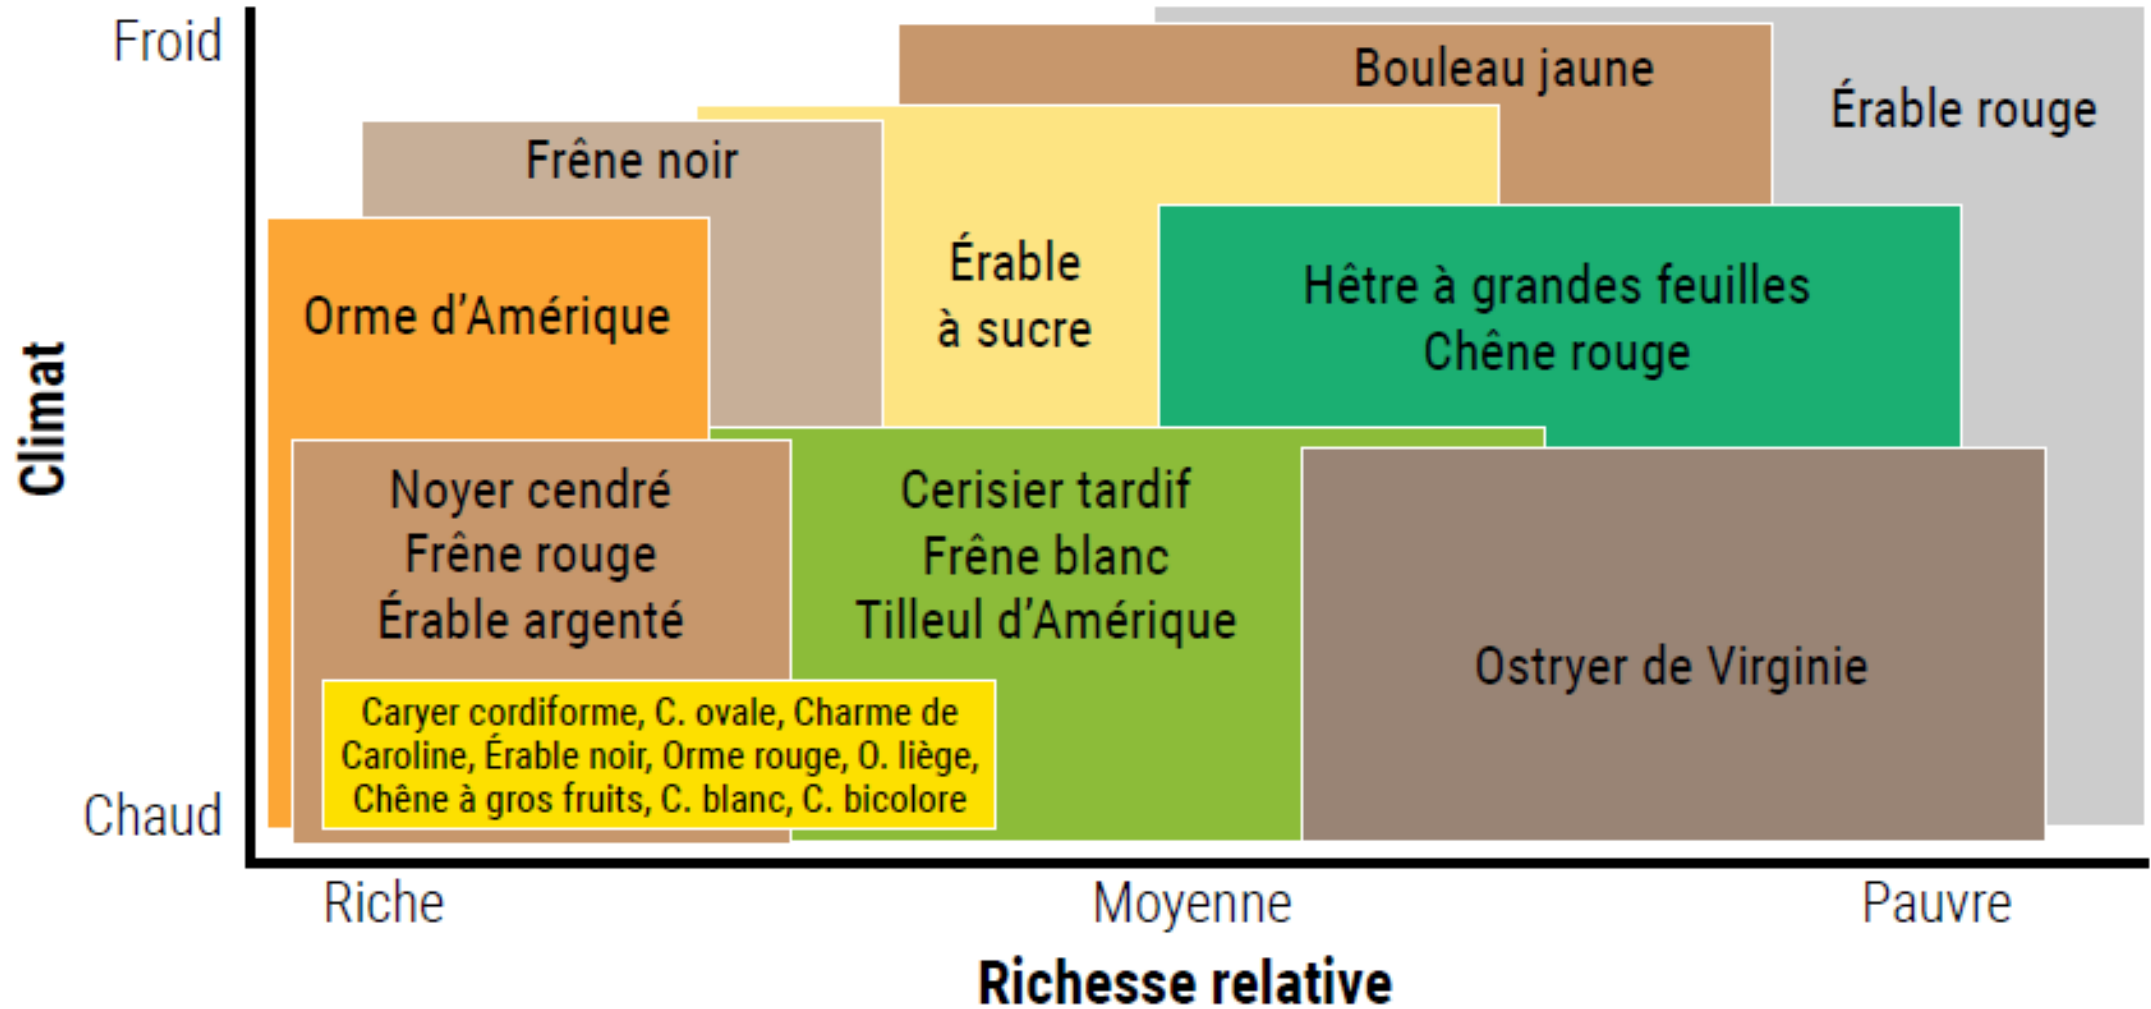 Froid
Bouleau jaune
Érable rouge
Frêne noir
Érable
à sucre
Hêtre à grandes feuilles
Chêne rouge
Orme d'Amérique
Climat
Noyer cendré
Frêne rouge
Érable argenté
Cerisier tardif
Frêne blanc
Tilleul d'Amérique
Ostryer de Virginie
Caryer cordiforme, C. ovale, Charme de
Caroline, Érable noir, Orme rouge, O. liège,
Chêne à gros fruits, C. blanc, C. bicolore
Chaud
Riche
Moyenne
Pauvre
Richesse relative